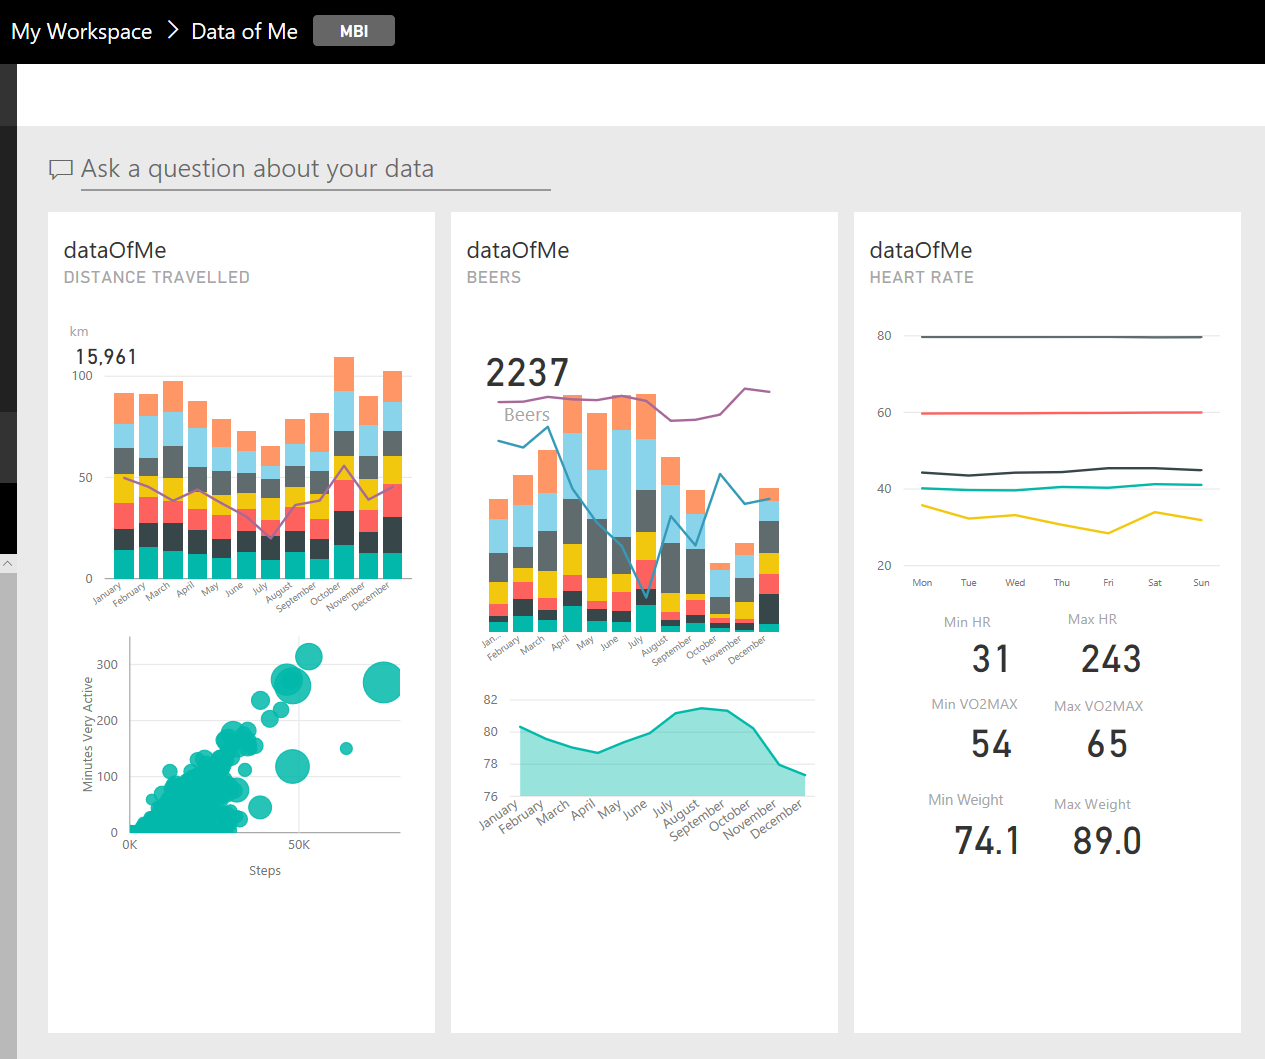 My Workspace > Data of Me MBI
Ask a question about your data
dataOfMe
DISTANCE TRAVELLED
km
15,961
100
50
0
January February March April May June July August September October November December
Minutes Very Active
300
200
100
0
0K 50K
Steps
dataOfMe
BEERS
2237
Beers
Jan... February March April May June July August September October November December
82
80
78
76
January February March April May June July August September October November December
dataOfMe
HEART RATE
80
60
40
20
Mon Tue Wed Thu Fri Sat Sun
Min HR Max HR
31 243
Min VO2MAX Max VO2MAX
54 65
Min Weight Max Weight
74.1 89.0